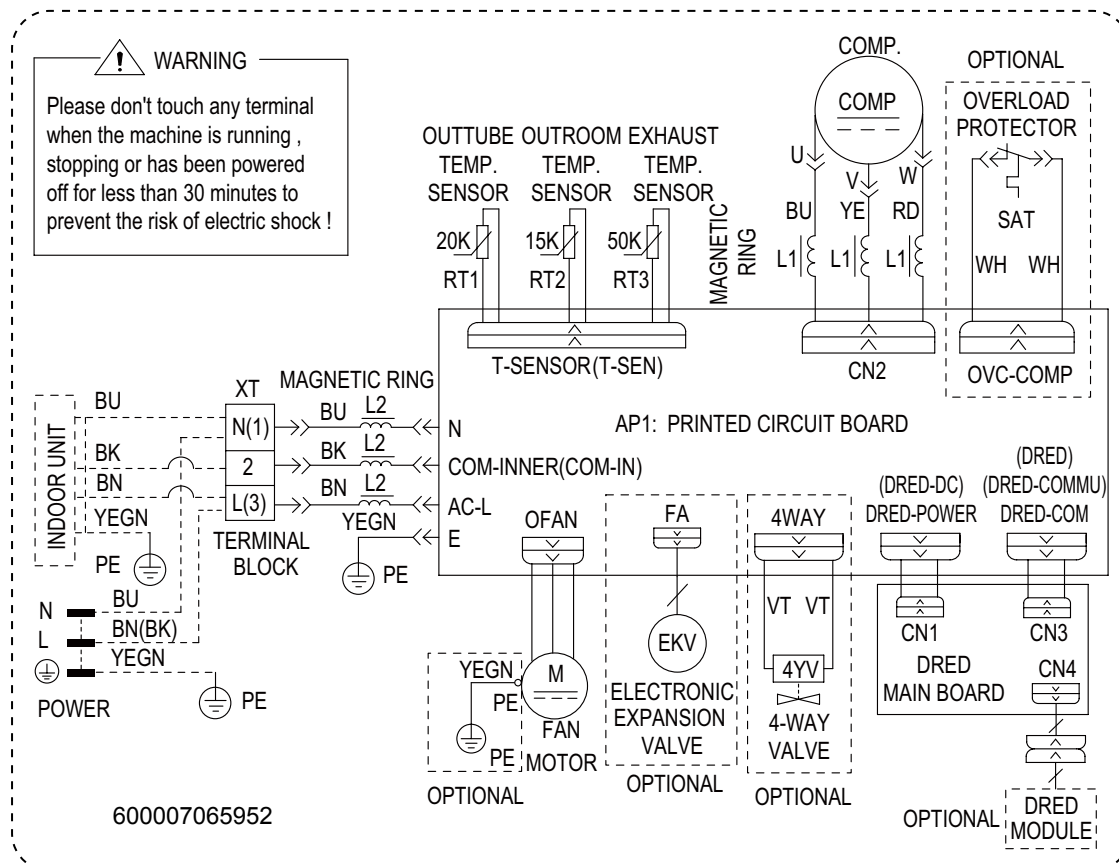 WARNING
Please don't touch any terminal
when the machine is running ,
stopping or has been powered
off for less than 30 minutes to
prevent the risk of electric shock !
OUTTUBE OUTROOM EXHAUST
TEMP. TEMP. TEMP.
SENSOR SENSOR SENSOR
20K 15K 50K
RT1 RT2 RT3
T-SENSOR(T-SEN)
MAGNETIC
RING
COMP.
COMP
U V W
BU YE RD
L1 L1 L1
CN2
OPTIONAL
OVERLOAD
PROTECTOR
SAT
WH WH
OVC-COMP
AP1: PRINTED CIRCUIT BOARD
INDOOR UNIT
BU
BK
BN
YEGN
PE
XT
N(1)
2
L(3)
TERMINAL
BLOCK
MAGNETIC RING
BU L2 N
BK L2 COM-INNER(COM-IN)
BN L2 AC-L
YEGN E
PE
N
L
BU
BN(BK)
YEGN
PE
POWER
OFAN
YEGN
PE
PE
M
FAN
MOTOR
OPTIONAL
FA
EKV
ELECTRONIC
EXPANSION
VALVE
OPTIONAL
4WAY
VT VT
4YV
4-WAY
VALVE
OPTIONAL
(DRED)
(DRED-DC) (DRED-COMMU)
DRED-POWER DRED-COM
CN1 CN3
DRED
MAIN BOARD
CN4
OPTIONAL
DRED
MODULE
600007065952